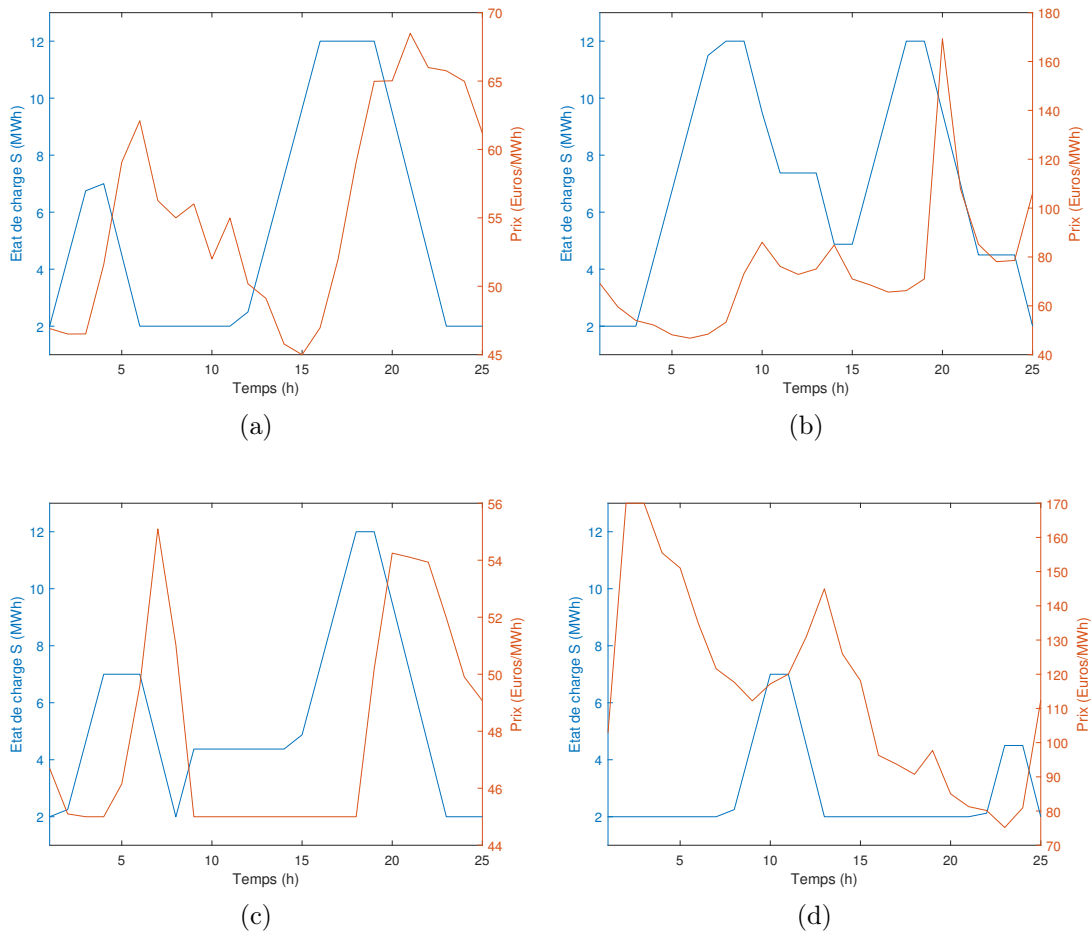 70
65
60
55
50
45
12
10
8
6
4
2
Etat de charge S (MWh)
Prix (Euros/MWh)
5 10 15 20 25
Temps (h)
(a)
180
160
140
120
100
80
60
40
12
10
8
6
4
2
Etat de charge S (MWh)
Prix (Euros/MWh)
5 10 15 20 25
Temps (h)
(b)
56
54
52
50
48
46
44
12
10
8
6
4
2
Etat de charge S (MWh)
Prix (Euros/MWh)
5 10 15 20 25
Temps (h)
(c)
170
160
150
140
130
120
110
100
90
80
70
12
10
8
6
4
2
Etat de charge S (MWh)
Prix (Euros/MWh)
5 10 15 20 25
Temps (h)
(d)